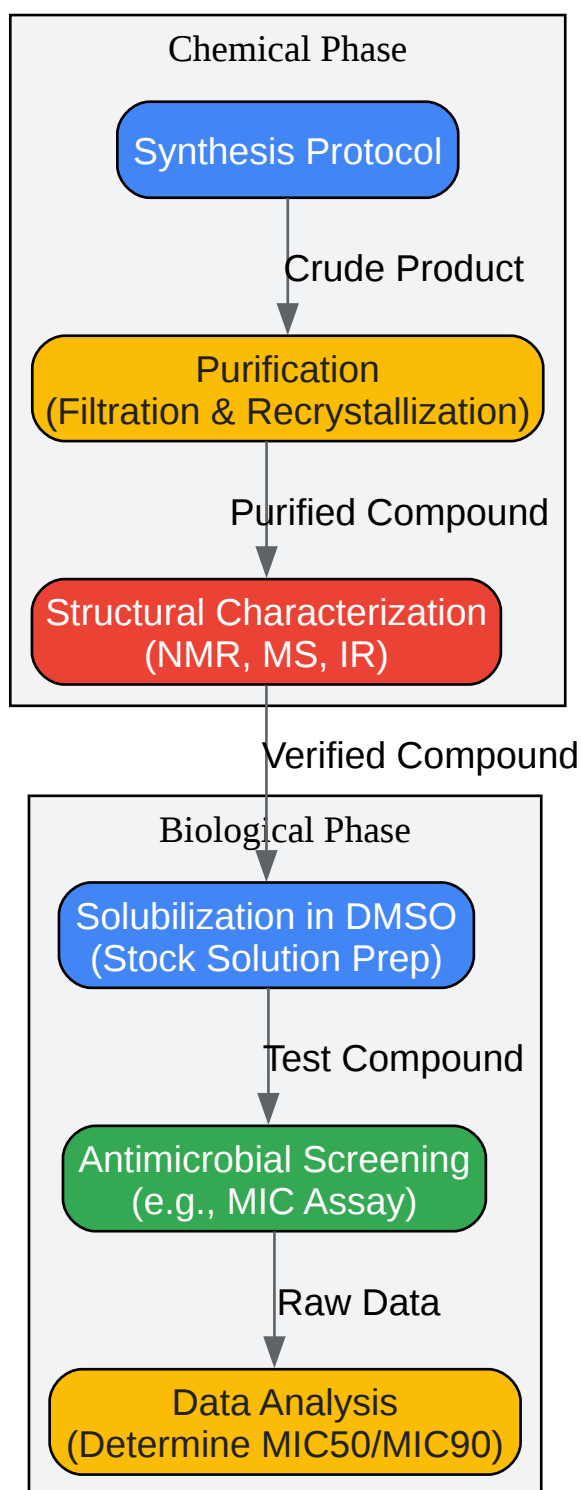 Chemical Phase
Synthesis Protocol
Crude Product
Purification
(Filtration & Recrystallization)
Purified Compound
Structural Characterization
(NMR, MS, IR)
Verified Compound
Biological Phase
Solubilization in DMSO
(Stock Solution Prep)
Test Compound
Antimicrobial Screening
(e.g., MIC Assay)
Raw Data
Data Analysis
(Determine MIC50/MIC90)